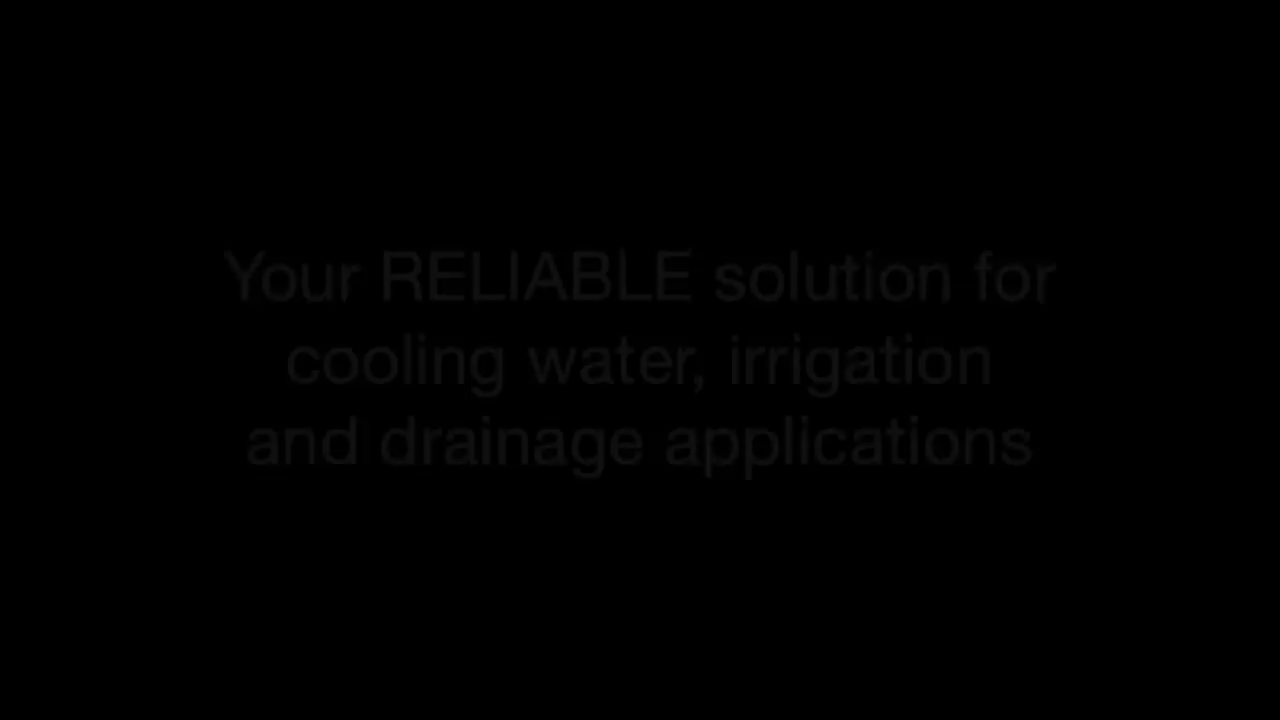 Your RELIABLE solution for
cooling water, irrigation
and drainage applications